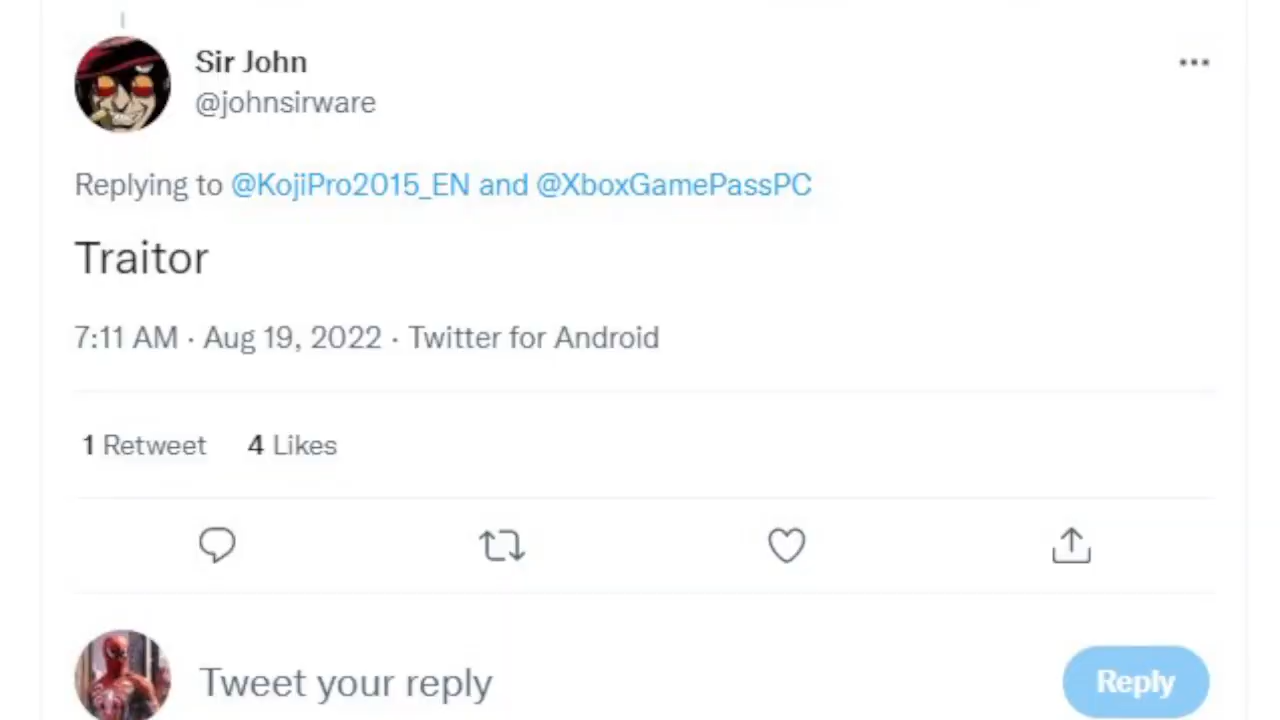 Sir John
@johnsirware
Replying to @KojiPro2015_EN and @XboxGamePassPC
Traitor
7:11 AM · Aug 19, 2022 · Twitter for Android
1 Retweet 4 Likes
Tweet your reply
Reply